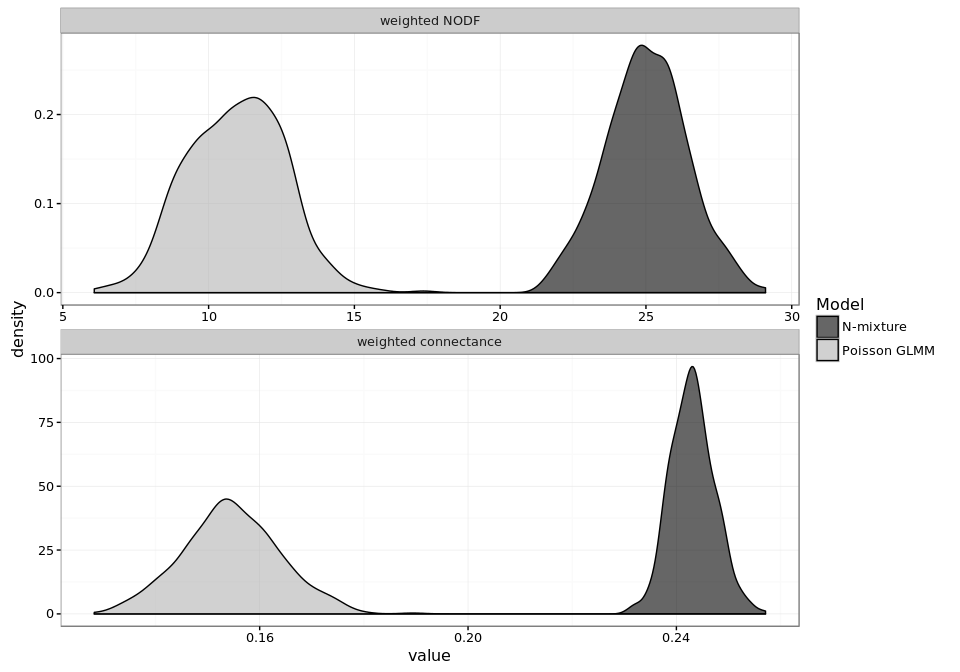 weighted NODF
0.2
0.1
0.0
5 10 15 20 25 30
weighted connectance
100
75
50
25
0
0.16 0.20 0.24
value
density
Model
N-mixture
Poisson GLMM